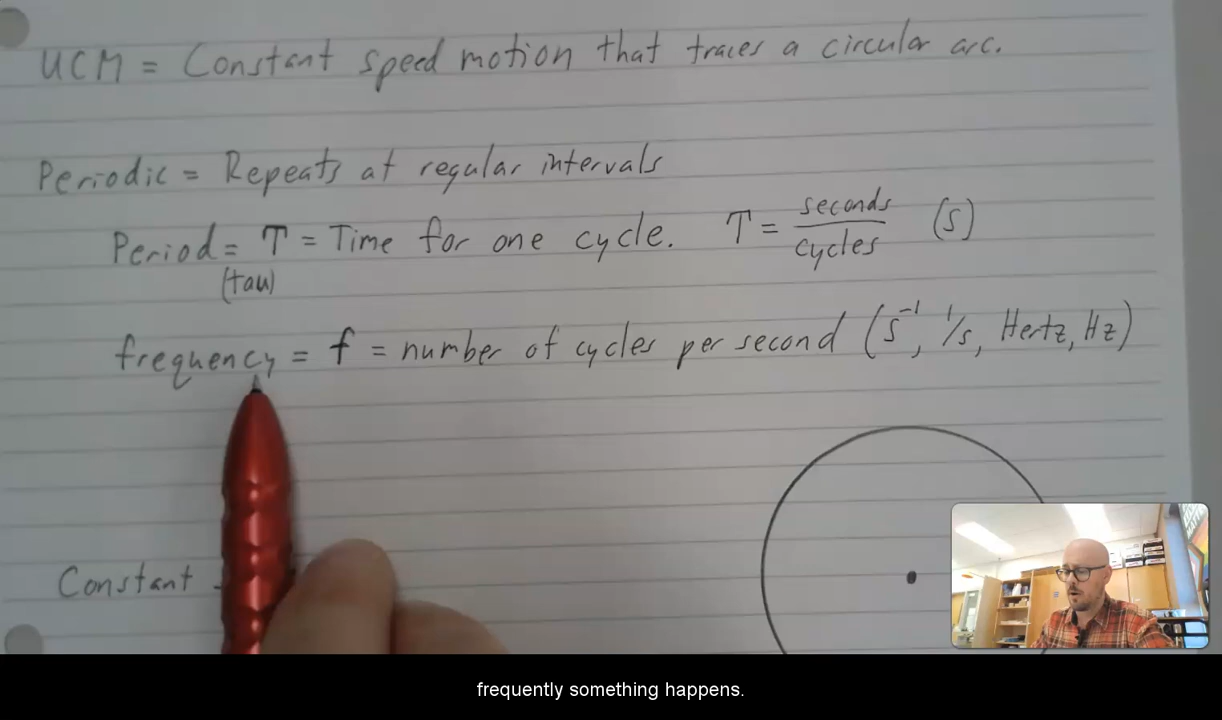 UCM = Constant speed motion that traces a circular arc.
Periodic = Repeats at regular intervals
Period = T = Time for one cycle. T = seconds/cycles (s)
(tau)
frequency = f = number of cycles per second (s⁻¹, 1/s, Hertz, Hz)
Constant
frequently something happens.